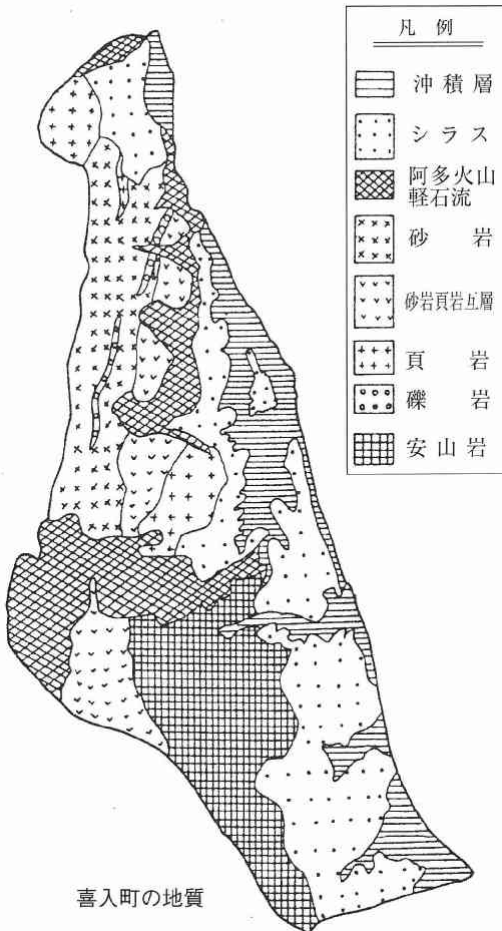 凡例
沖積層
シラス
阿多火山
軽石流
砂岩
砂岩頁岩互層
頁岩
礫岩
安山岩
喜入町の地質